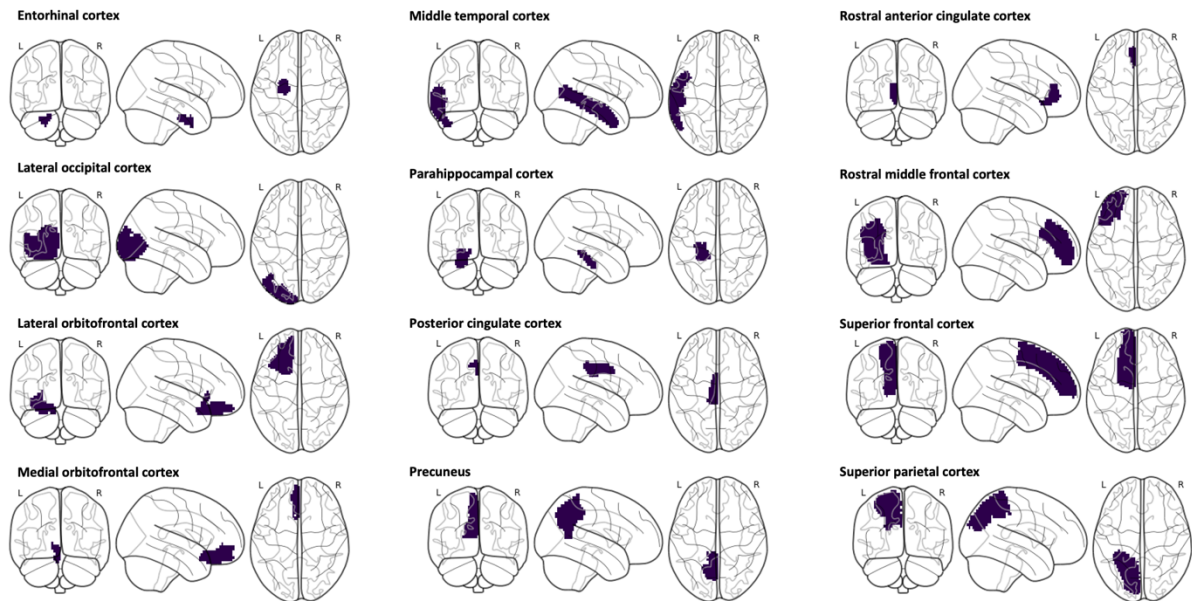 Entorhinal cortex
L R
L
R
Middle temporal cortex
L R
L
R
Rostral anterior cingulate cortex
L R
L
R
Lateral occipital cortex
Parahippocampal cortex
Rostral middle frontal cortex
Lateral orbitofrontal cortex
Posterior cingulate cortex
Superior frontal cortex
Medial orbitofrontal cortex
L R
L
R
Precuneus
L R
L
R
Superior parietal cortex
L R
L
R